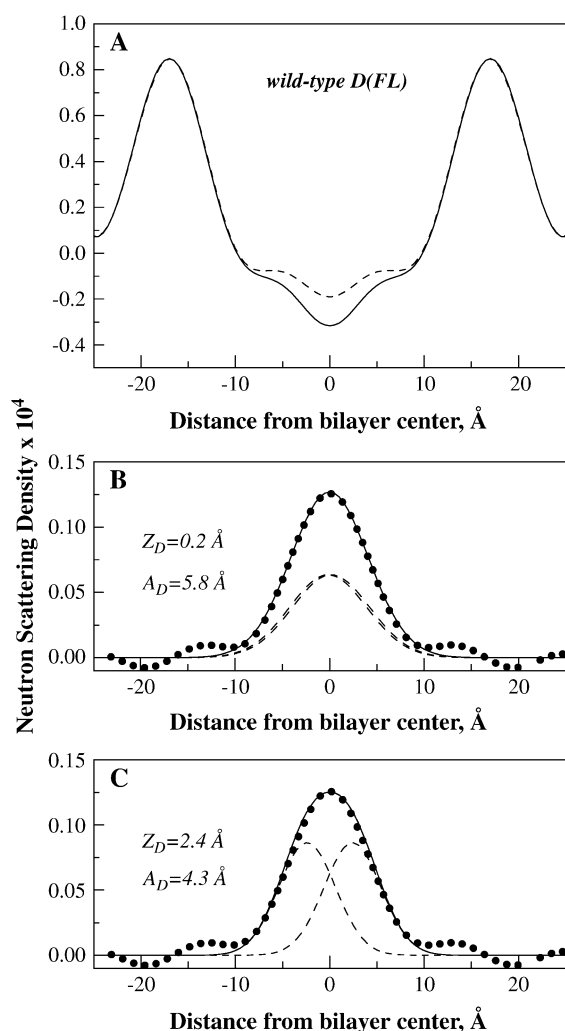 A
wild-type D(FL)
1.0
0.8
0.6
0.4
0.2
0.0
-0.2
-0.4
-20 -10 0 10 20
Distance from bilayer center, Å
Neutron Scattering Density x 10⁴
B
Z_D=0.2 Å
A_D=5.8 Å
0.15
0.10
0.05
0.00
-20 -10 0 10 20
Distance from bilayer center, Å
C
Z_D=2.4 Å
A_D=4.3 Å
0.15
0.10
0.05
0.00
-20 -10 0 10 20
Distance from bilayer center, Å